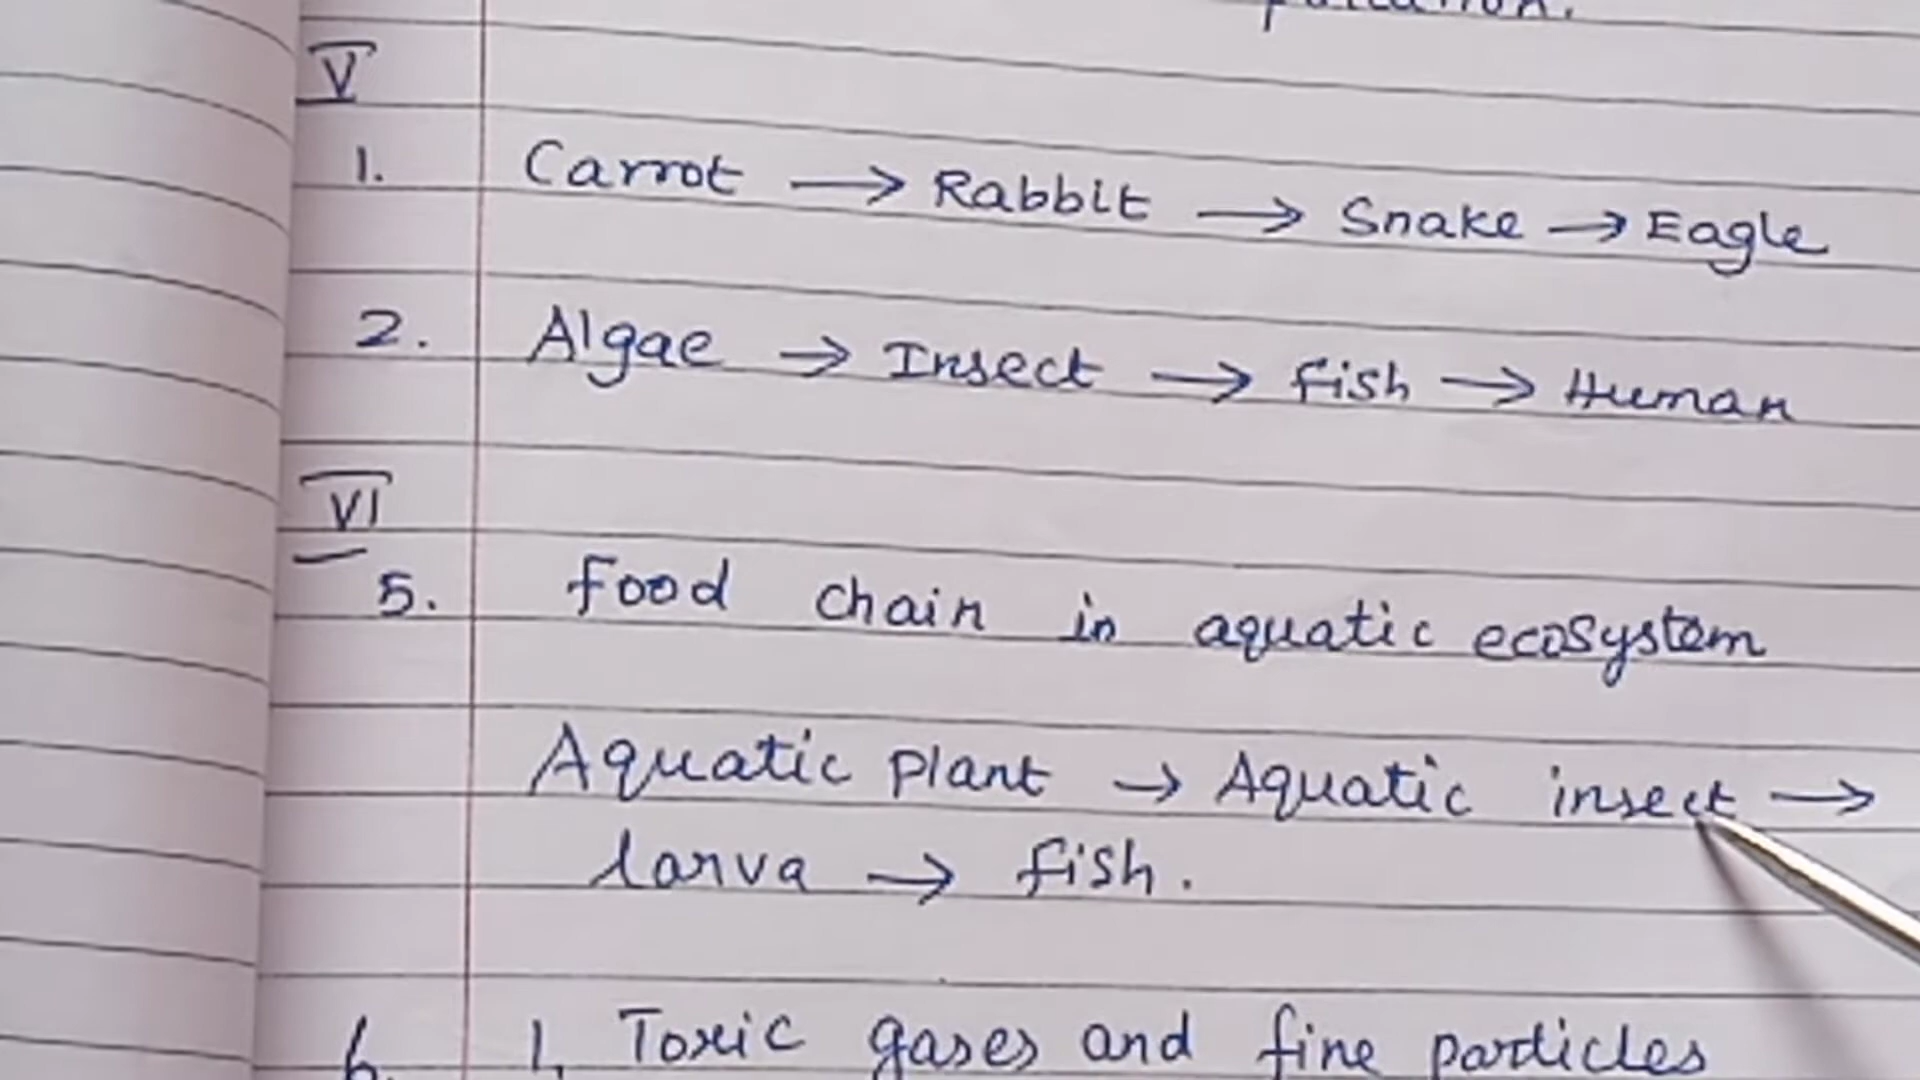 V
1. Carrot → Rabbit → Snake → Eagle
2. Algae → Insect → Fish → Human
VI
5. Food chain in aquatic ecosystem
Aquatic plant → Aquatic insect →
larva → fish.
6. 1. Toxic gases and fine particles